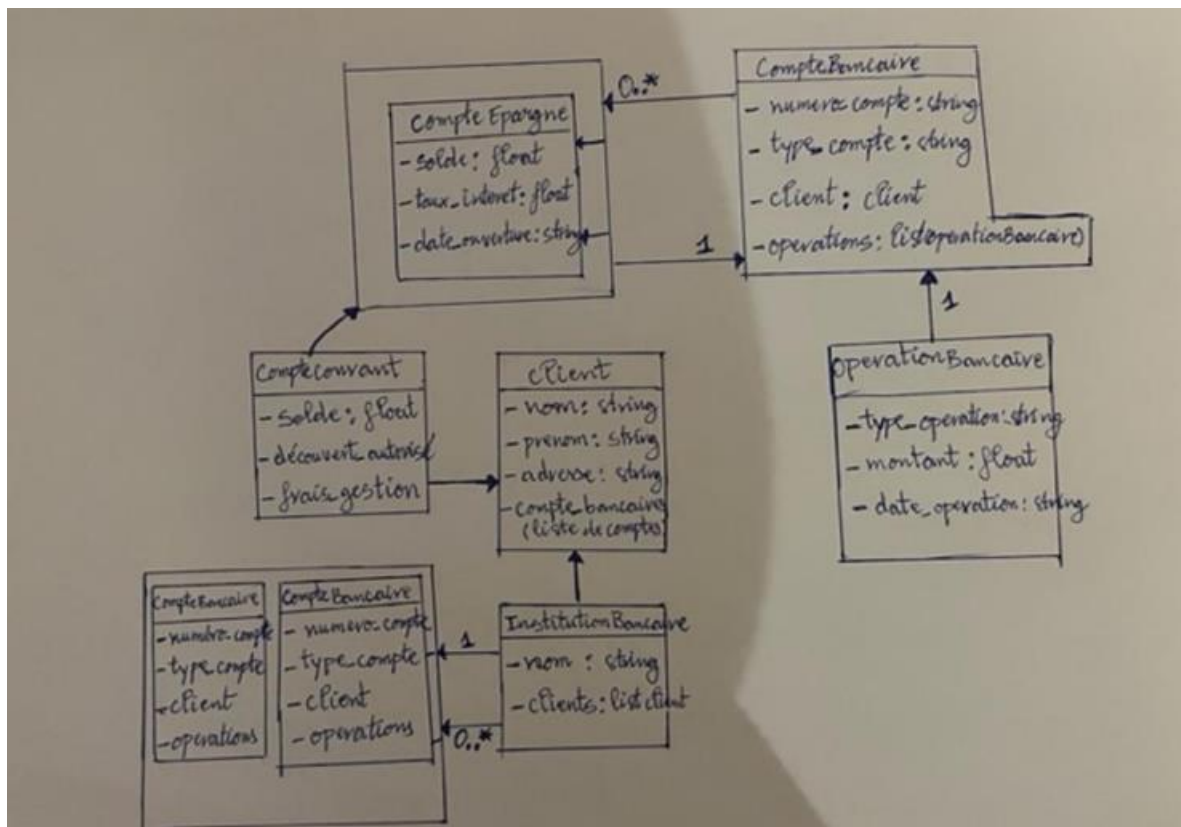 CompteBancaire
- numero_compte: string
- type_compte: string
- client: client
- operations: list(operationBancaire)
0..*
1
compte Epargne
- solde: float
- taux_interet: float
- date_ouverture: string
1
Comptecourant
- solde: float
- découvert_autorisé
- frais_gestion
client
- nom: string
- prenom: string
- adresse: string
- compte_bancaires
(liste de comptes)
OperationBancaire
- type_operation: string
- montant: float
- date_operation: string
CompteBancaire
- numéro_compte
- type_compte
- client
- operations
CompteBancaire
- numero_compte
- type_compte
- client
- operations
1
0..*
InstitutionBancaire
- nom: string
- clients: list client